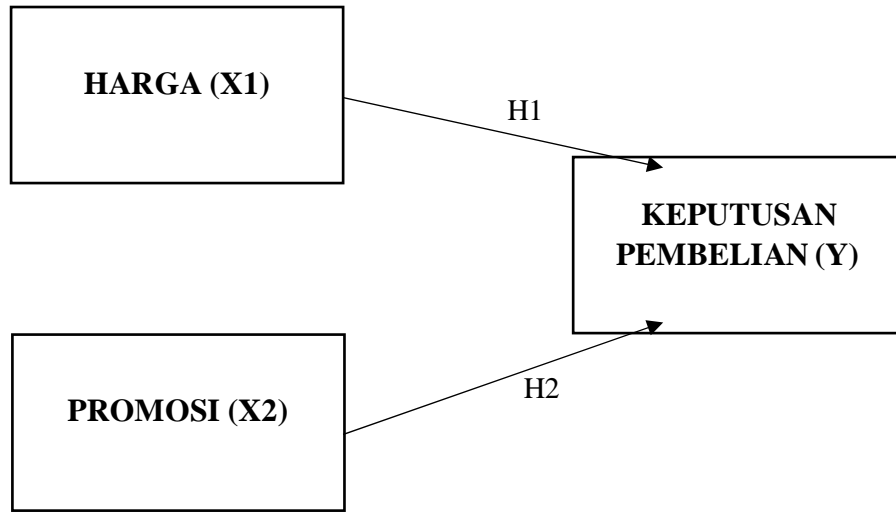 HARGA (X1)
H1
KEPUTUSAN
PEMBELIAN (Y)
H2
PROMOSI (X2)